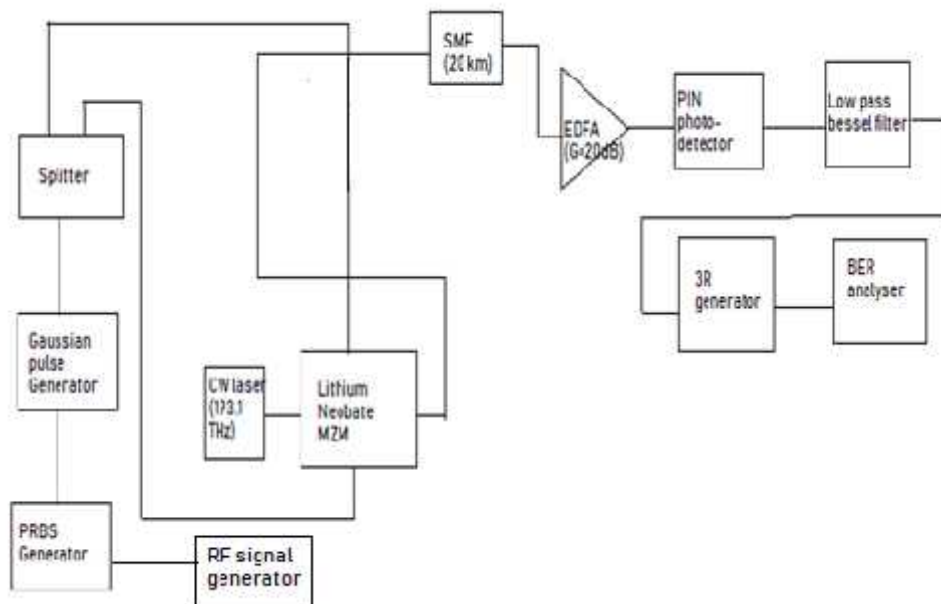 SMF
(20 km)
EDFA
(G=20dB)
PIN
photo-
detector
Low pass
bessel filter
Splitter
3R
generator
BER
analyser
Gaussian
pulse
Generator
CW laser
(193.1
THz)
Lithium
Neobate
MZM
PRBS
Generator
RF signal
generator